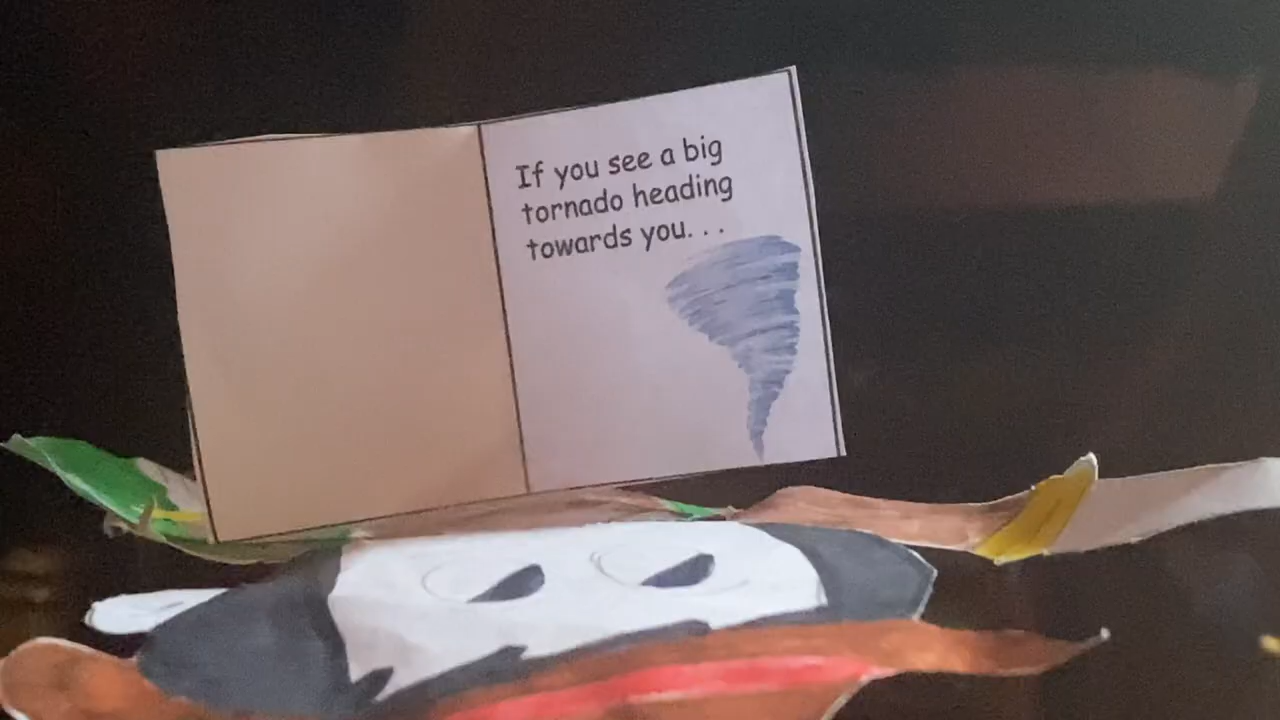 If you see a big
tornado heading
towards you. . .